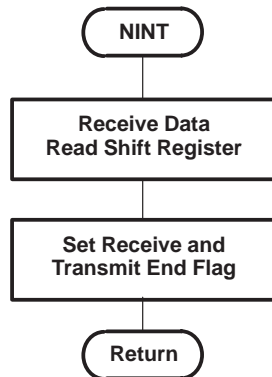 NINT
Receive Data
Read Shift Register
Set Receive and
Transmit End Flag
Return